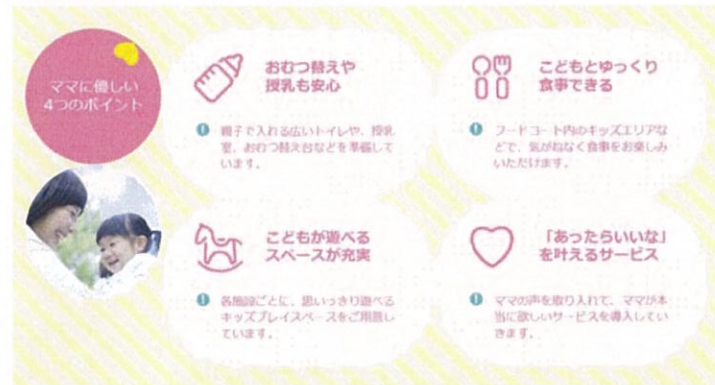 ママに優しい
4つのポイント
おむつ替えや
授乳も安心
親子で入れる広いトイレや、授乳
室、おむつ替え台などを準備して
います。
こどもとゆっくり
食事できる
フードコート内のキッズエリアな
どで、気がねなく食事をお楽しみ
いただけます。
こどもが遊べる
スペースが充実
各施設ごとに、思いっきり遊べる
キッズプレイスペースをご用意し
ています。
「あったらいいな」
を叶えるサービス
ママの声を取り入れて、ママが本
当に欲しいサービスを導入してい
きます。